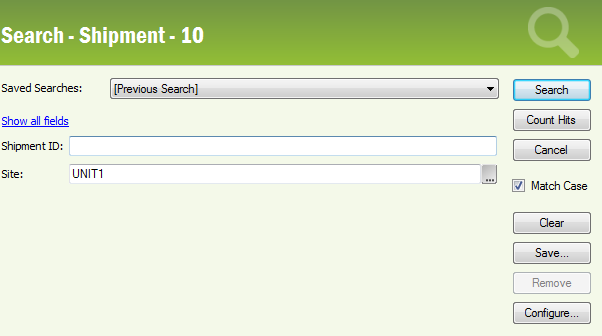 Search - Shipment - 10
Saved Searches: [Previous Search] Search
Show all fields Count Hits
Shipment ID: Cancel
Site: UNIT1 ...
Match Case
Clear
Save...
Remove
Configure...